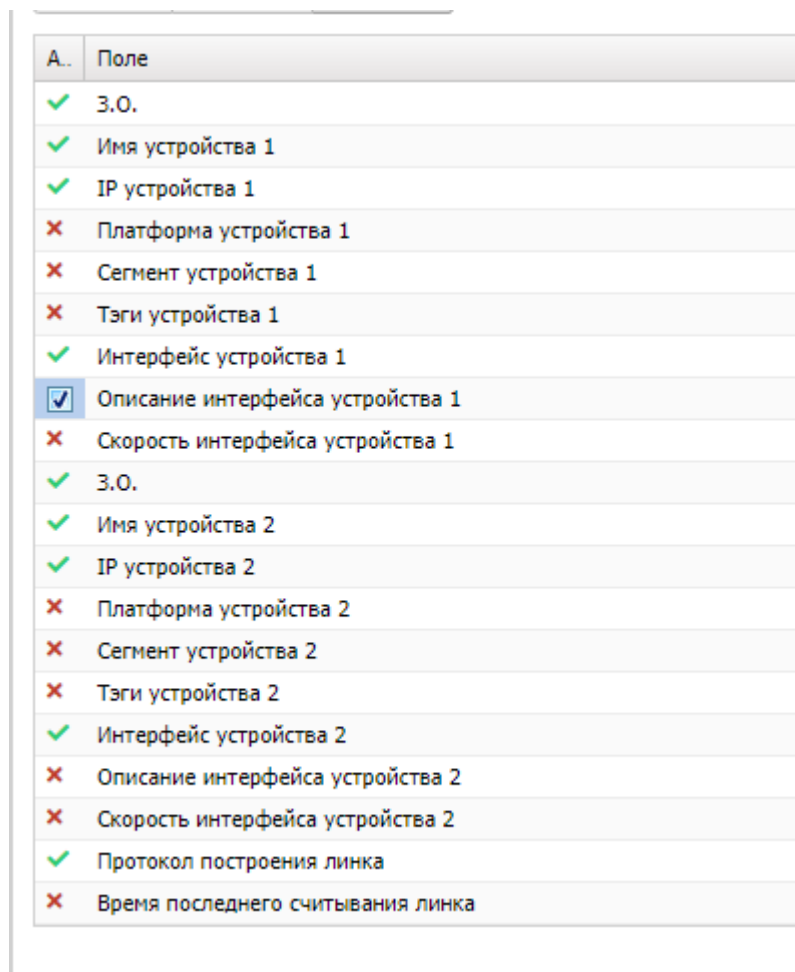 А.. Поле
З.О.
Имя устройства 1
IP устройства 1
Платформа устройства 1
Сегмент устройства 1
Тэги устройства 1
Интерфейс устройства 1
Описание интерфейса устройства 1
Скорость интерфейса устройства 1
З.О.
Имя устройства 2
IP устройства 2
Платформа устройства 2
Сегмент устройства 2
Тэги устройства 2
Интерфейс устройства 2
Описание интерфейса устройства 2
Скорость интерфейса устройства 2
Протокол построения линка
Время последнего считывания линка